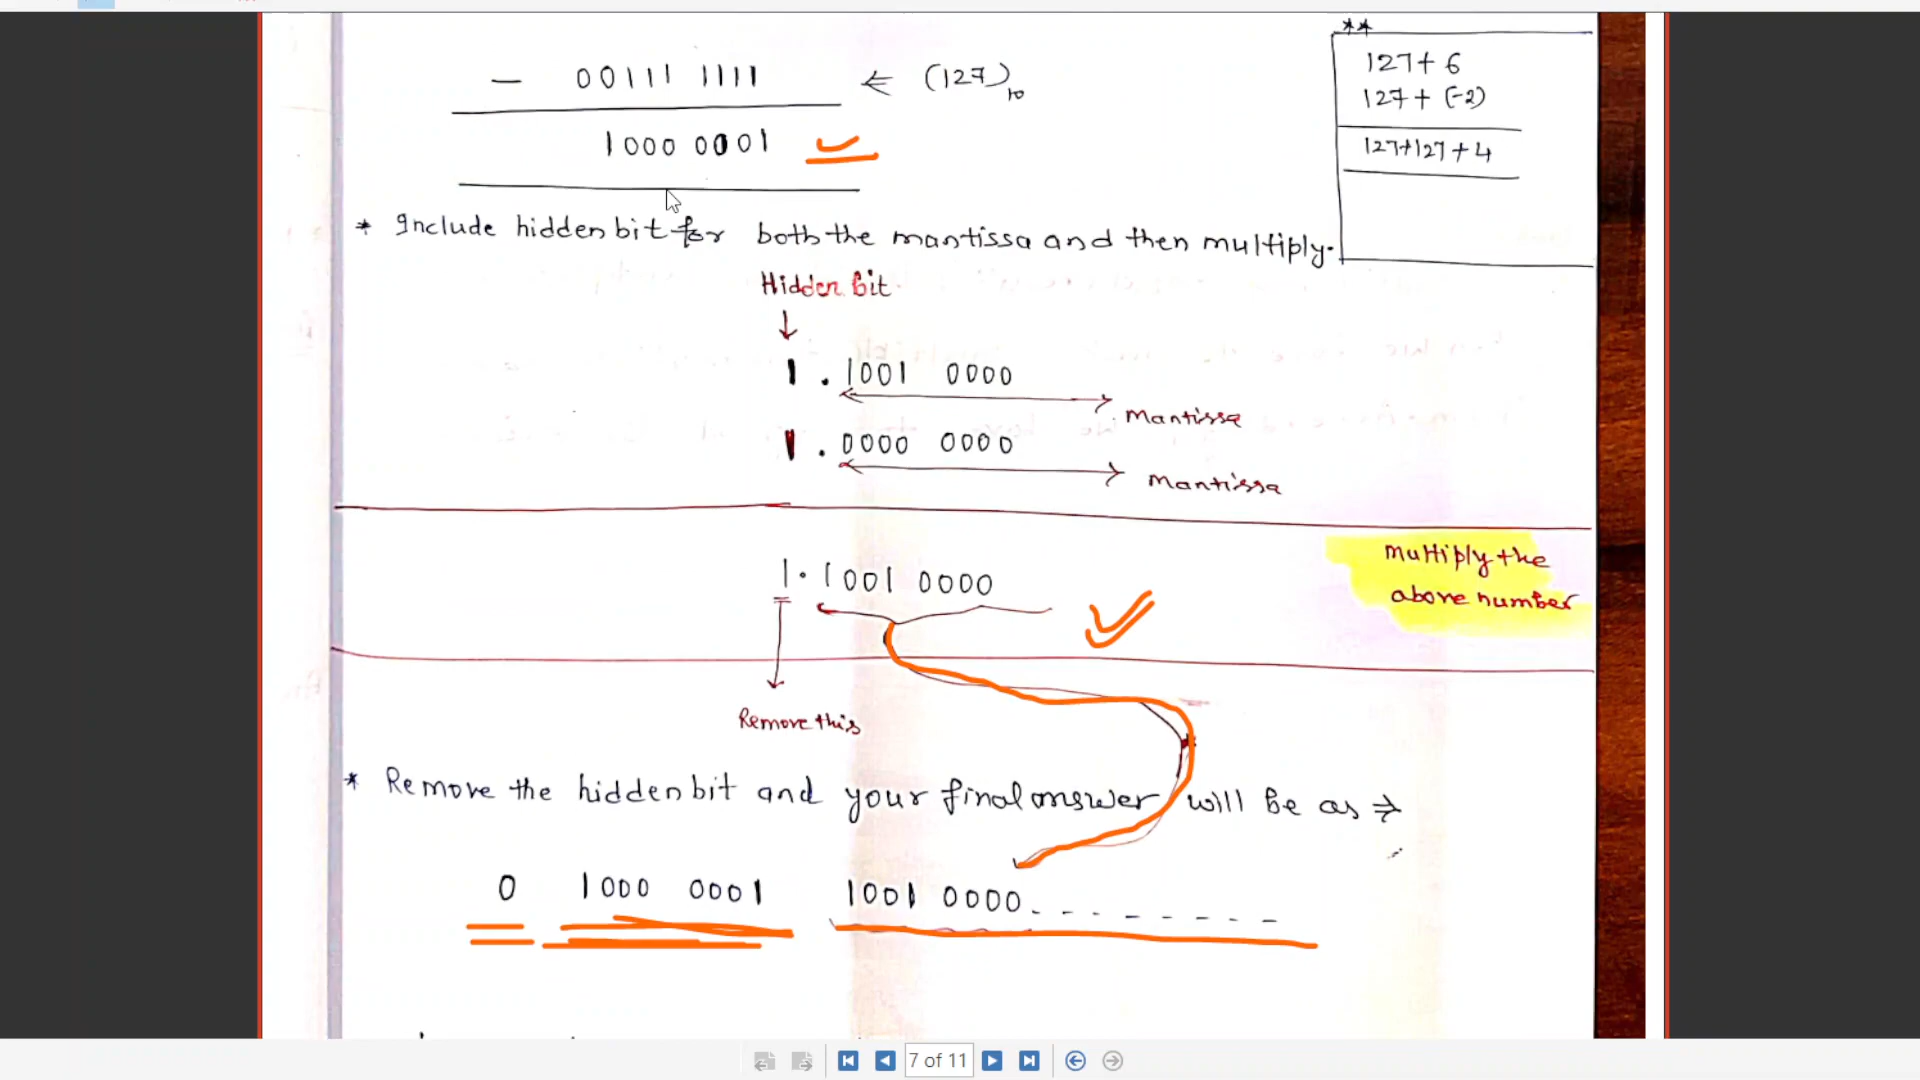 **
127+ 6
127+ (-2)
127+127+4
— 00111 1111 ← (127)10
1000 0001
* Include hidden bit for both the mantissa and then multiply.
Hidden bit
1 . 1001 0000
Mantissa
1 . 0000 0000
Mantissa
1. 1001 0000
Multiply the
above number
Remove this
* Remove the hidden bit and your final answer will be as ⇒
0 1000 0001 1001 0000- - - - - - - -
7 of 11